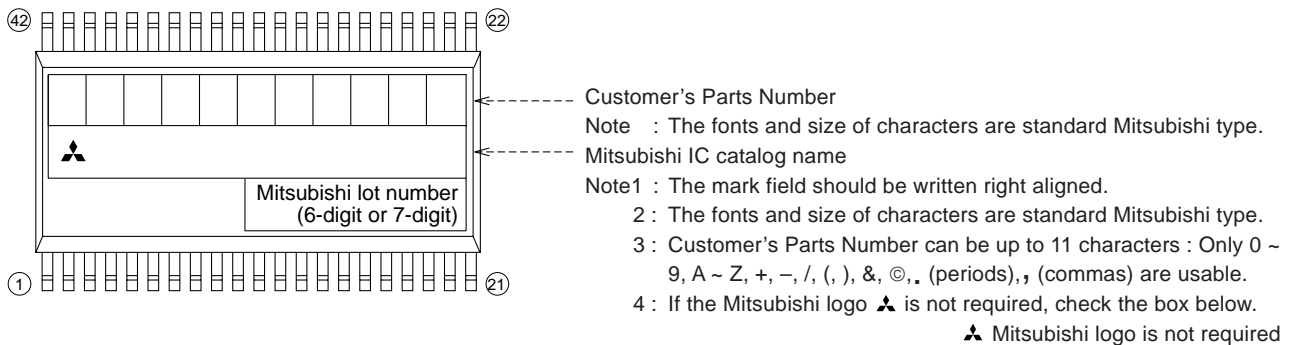 42 22
Customer's Parts Number
Note : The fonts and size of characters are standard Mitsubishi type.
Mitsubishi IC catalog name
Mitsubishi lot number
(6-digit or 7-digit)
Note1 : The mark field should be written right aligned.
2 : The fonts and size of characters are standard Mitsubishi type.
3 : Customer's Parts Number can be up to 11 characters : Only 0 ~
9, A ~ Z, +, –, /, (, ), &, ©, . (periods), , (commas) are usable.
1 21
4 : If the Mitsubishi logo is not required, check the box below.
Mitsubishi logo is not required